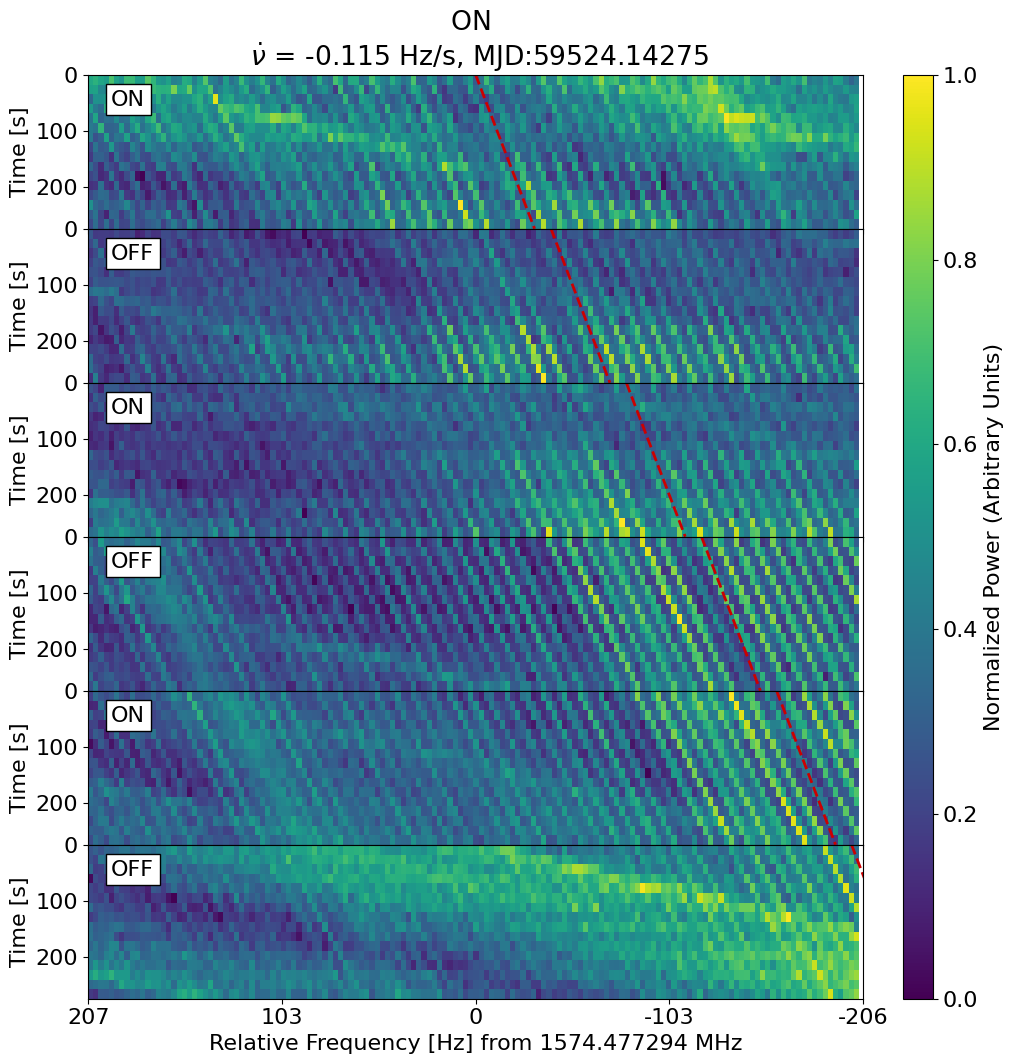 ON
ν̇ = -0.115 Hz/s, MJD:59524.14275
0
ON
100
200
Time [s]
0
OFF
100
200
Time [s]
0
ON
100
200
Time [s]
0
OFF
100
200
Time [s]
0
ON
100
200
Time [s]
0
OFF
100
200
Time [s]
207
103
0
-103
-206
Relative Frequency [Hz] from 1574.477294 MHz
1.0
0.8
0.6
0.4
0.2
0.0
Normalized Power (Arbitrary Units)